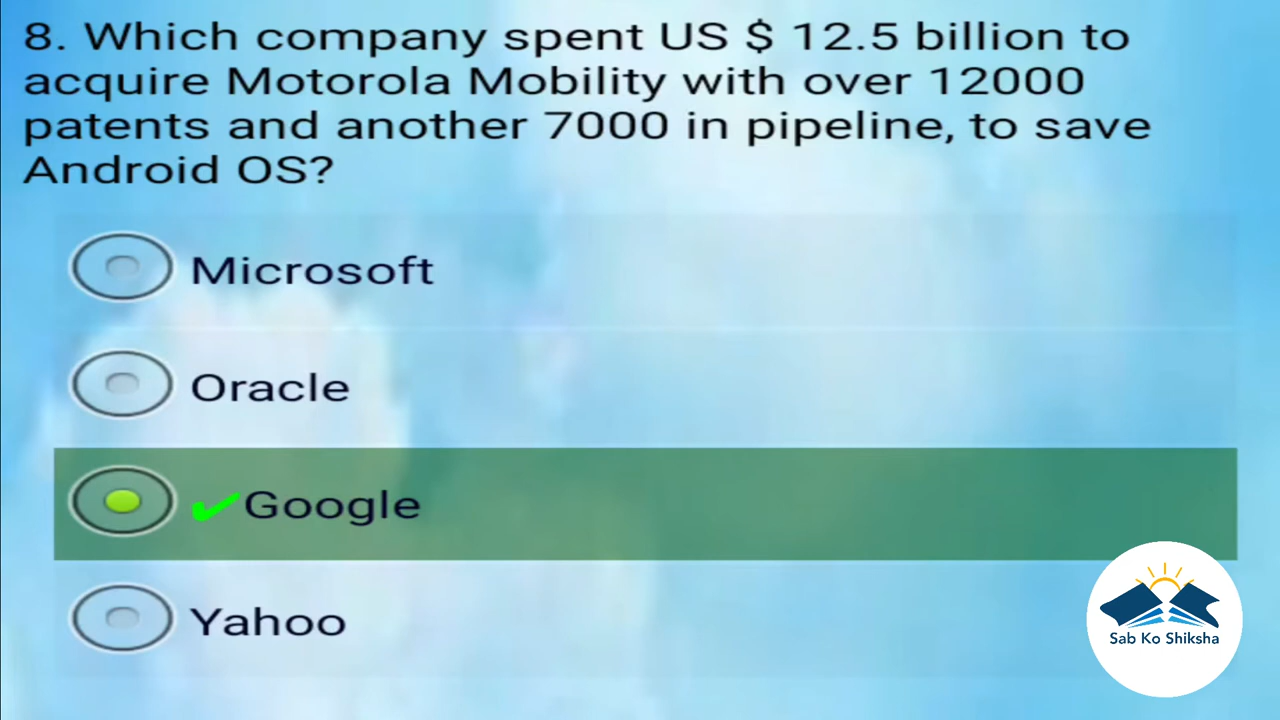 8. Which company spent US $ 12.5 billion to
acquire Motorola Mobility with over 12000
patents and another 7000 in pipeline, to save
Android OS?
Microsoft
Oracle
Google
Yahoo
Sab Ko Shiksha